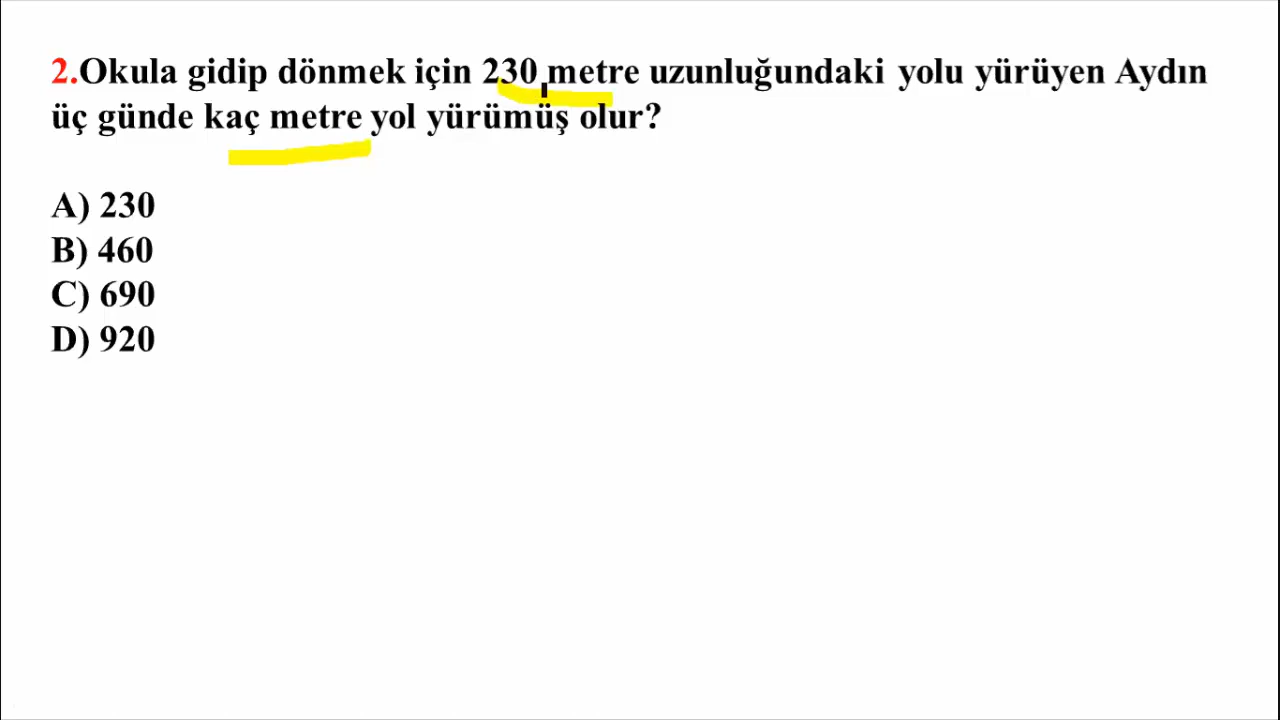 2.Okula gidip dönmek için 230 metre uzunluğundaki yolu yürüyen Aydın
üç günde kaç metre yol yürümüş olur?
A) 230
B) 460
C) 690
D) 920